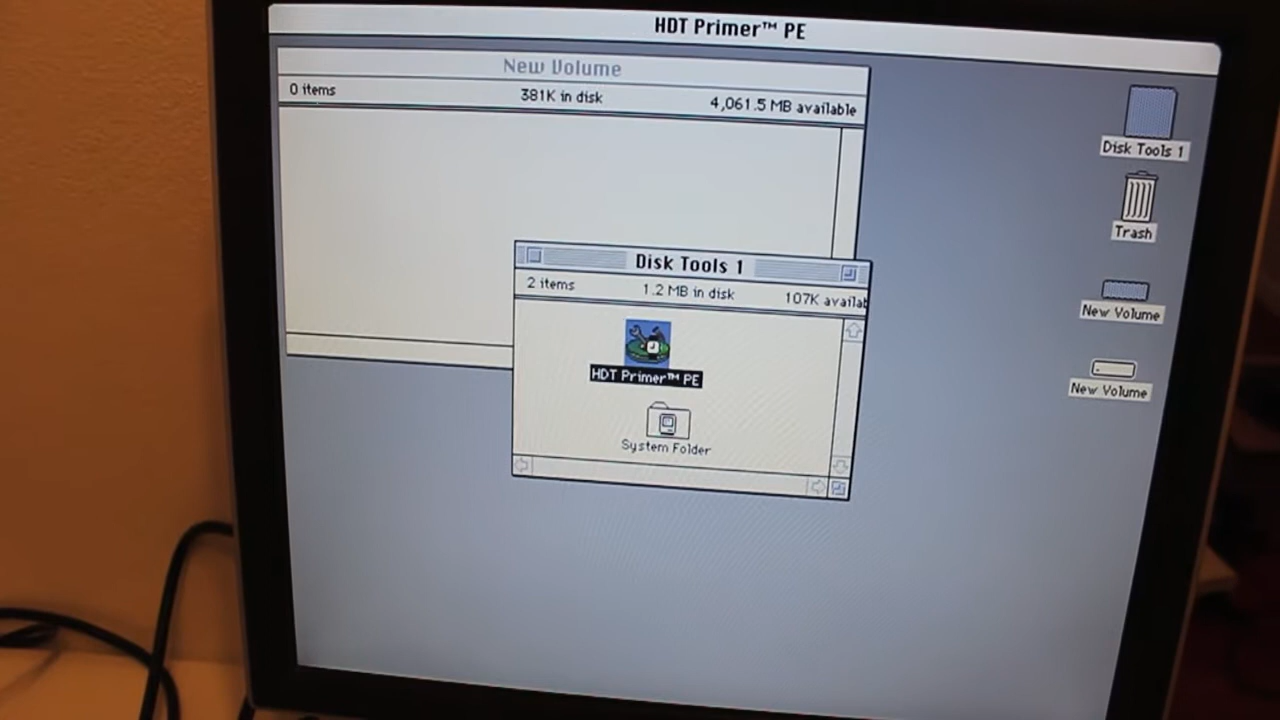 HDT Primer™ PE
New Volume
0 items
381K in disk
4,061.5 MB available
Disk Tools 1
Trash
New Volume
New Volume
Disk Tools 1
2 items
1.2 MB in disk
107K availab
HDT Primer™ PE
System Folder